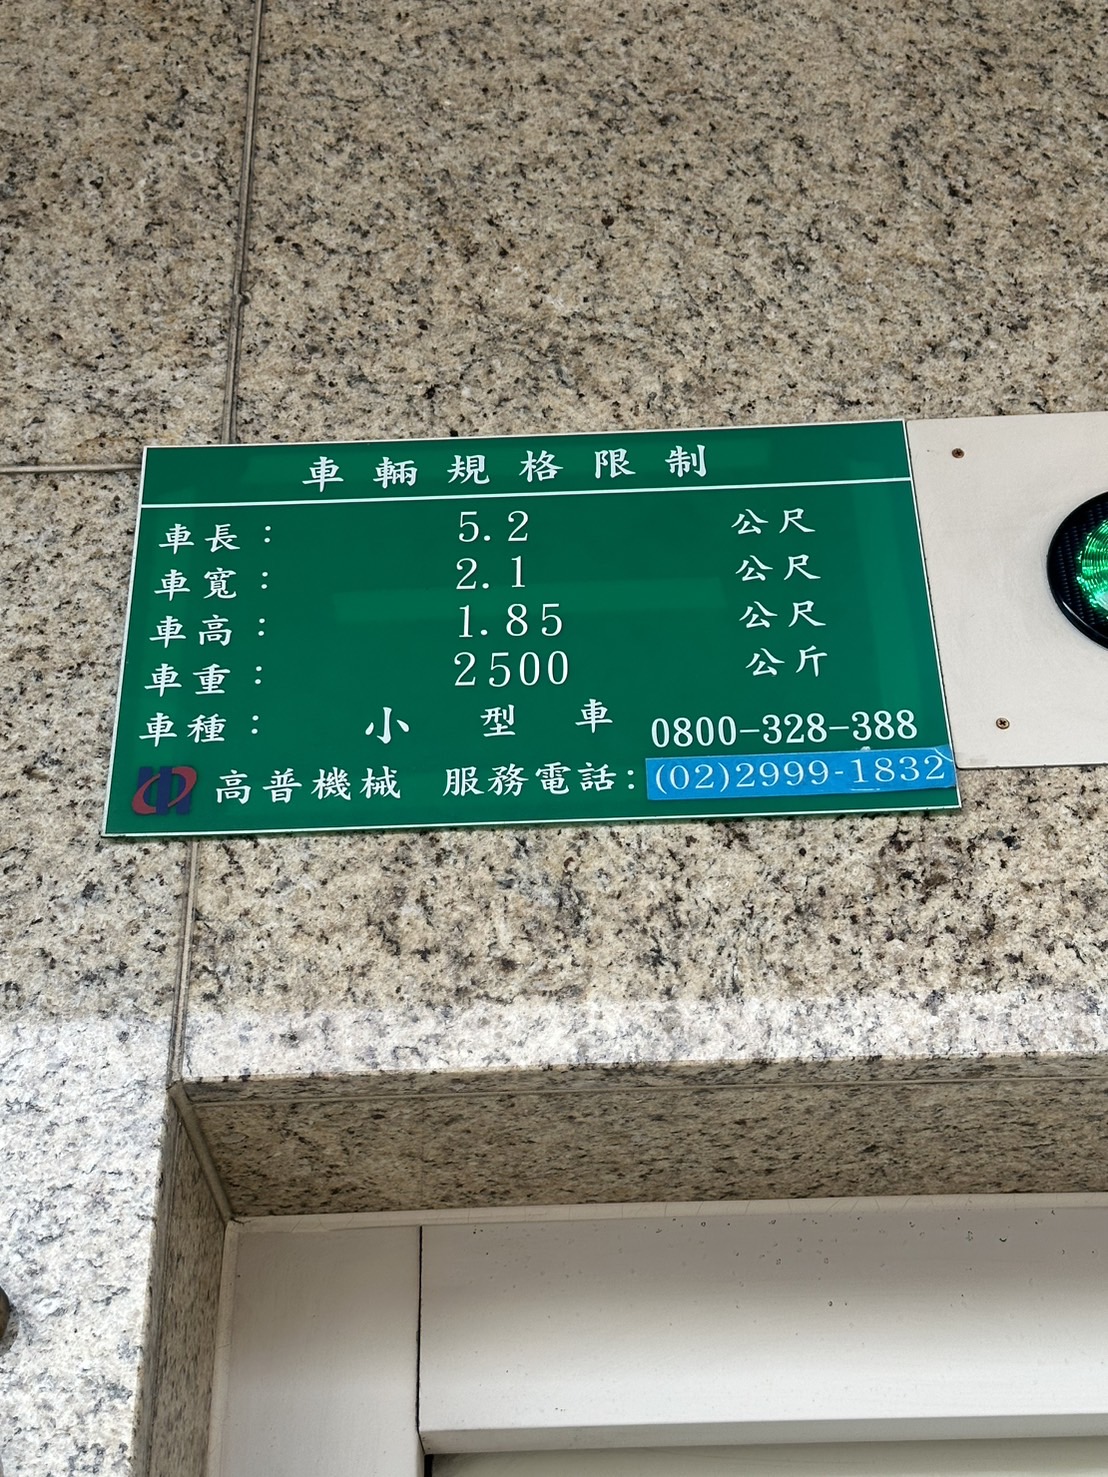 車輛規格限制
車長： 5.2 公尺
車寬： 2.1 公尺
車高： 1.85 公尺
車重： 2500 公斤
車種： 小型車 0800-328-388
高普機械 服務電話：(02)2999-1832